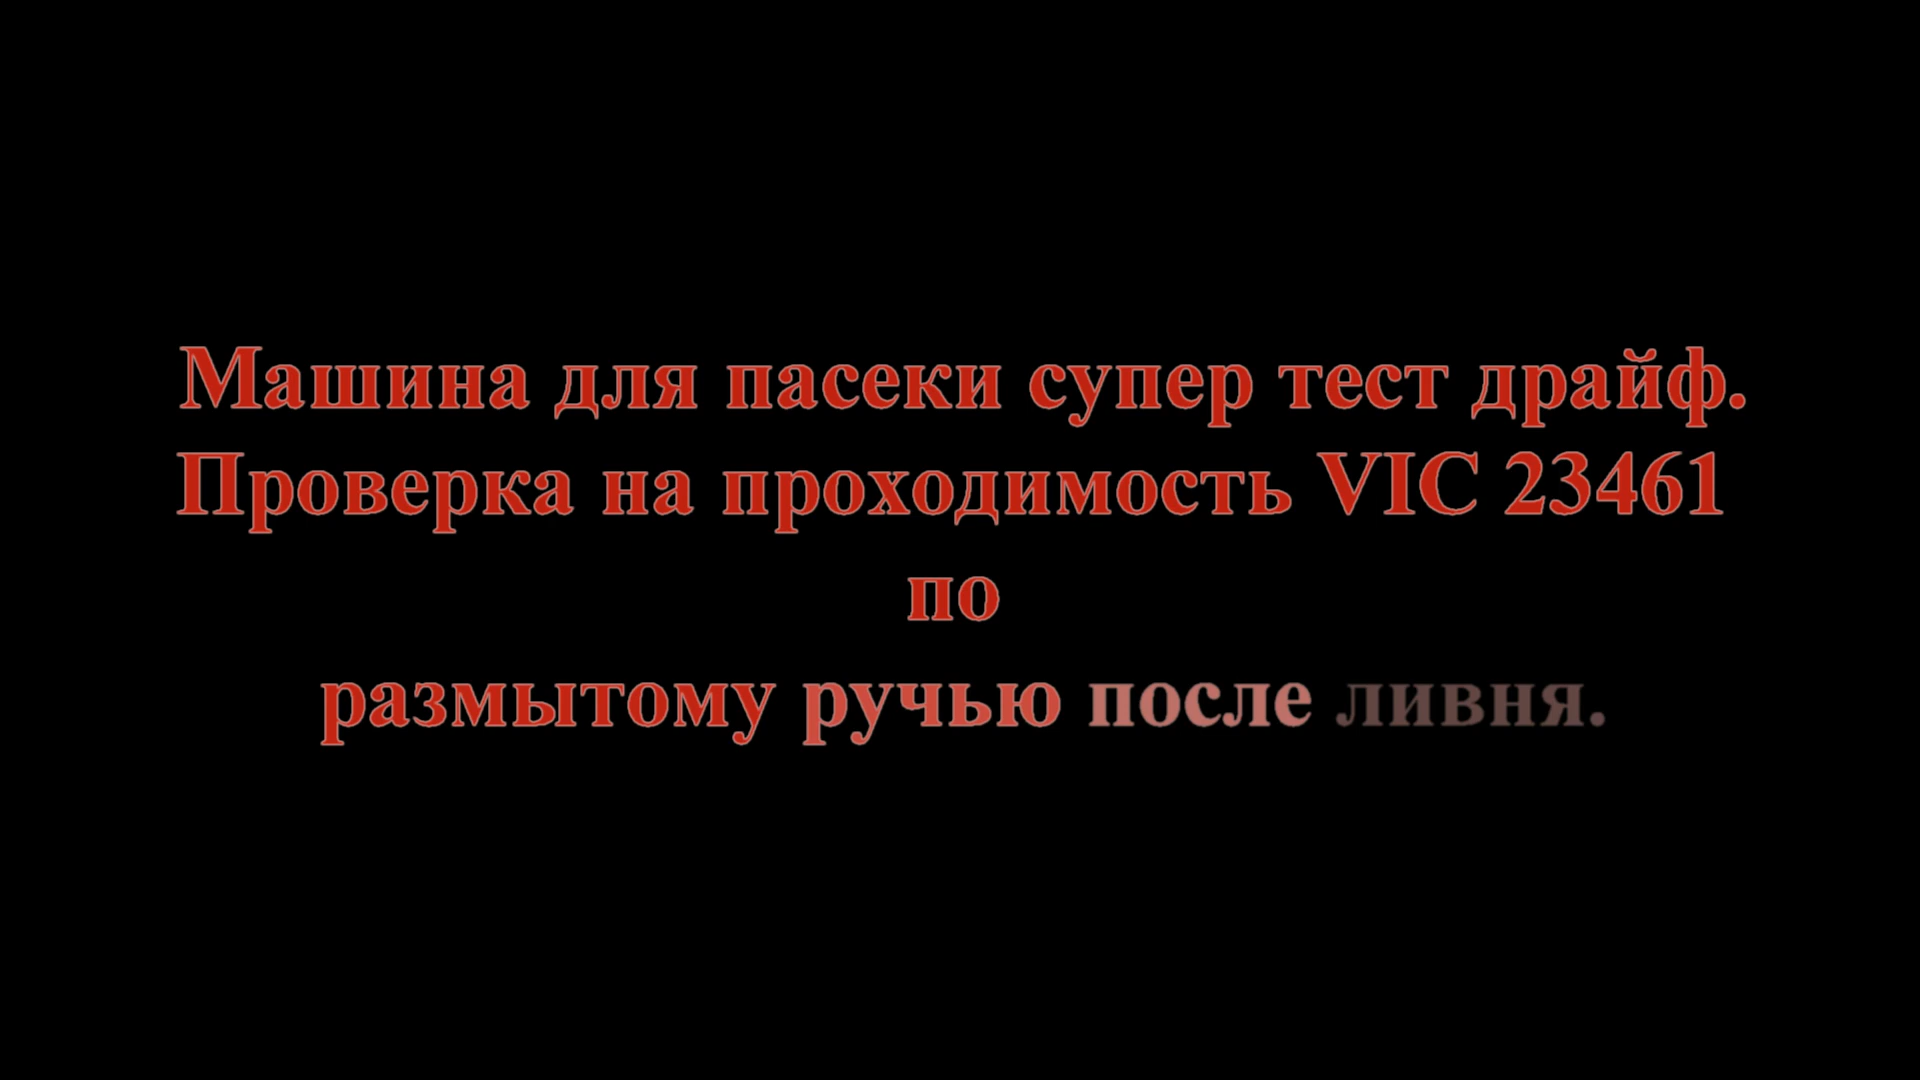 Машина для пасеки супер тест драйф.
Проверка на проходимость VIC 23461
по
размытому ручью после ливня.